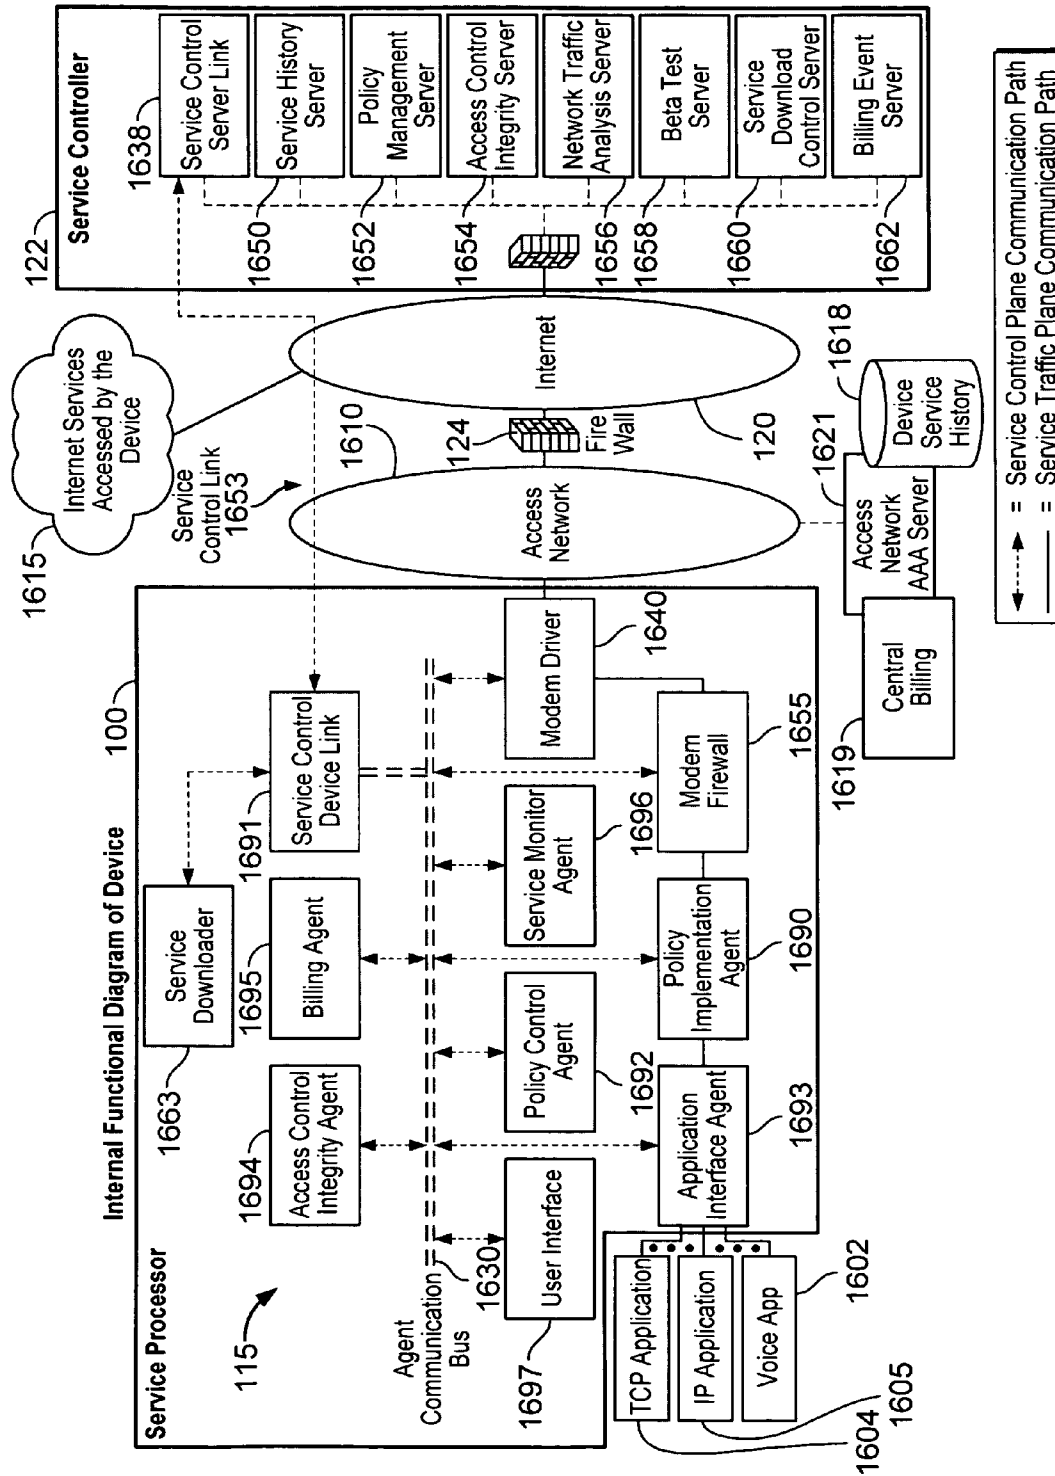 Internal Functional Diagram of Device
100
Service Processor
115
1663
Service
Downloader
1694
Access Control
Integrity Agent
1695
Billing Agent
1691
Service Control
Device Link
Agent
Communication
Bus
1630
1697
User Interface
Policy Control
Agent
1692
Service Monitor
Agent
1696
Modem Driver
1640
Application
Interface Agent
1693
Policy
Implementation
Agent
1690
Modem
Firewall
1655
TCP Application
IP Application
Voice App
1604
1605
1602
1615
Internet Services
Accessed by the
Device
Service
Control Link
1653
1610
Access
Network
124
Fire
Wall
Internet
120
1619
Central
Billing
Access
Network
AAA Server
1621
Device
Service
History
1618
122
Service Controller
1638
Service Control
Server Link
1650
Service History
Server
1652
Policy
Management
Server
1654
Access Control
Integrity Server
1656
Network Traffic
Analysis Server
1658
Beta Test
Server
1660
Service
Download
Control Server
1662
Billing Event
Server
= Service Control Plane Communication Path
= Service Traffic Plane Communication Path